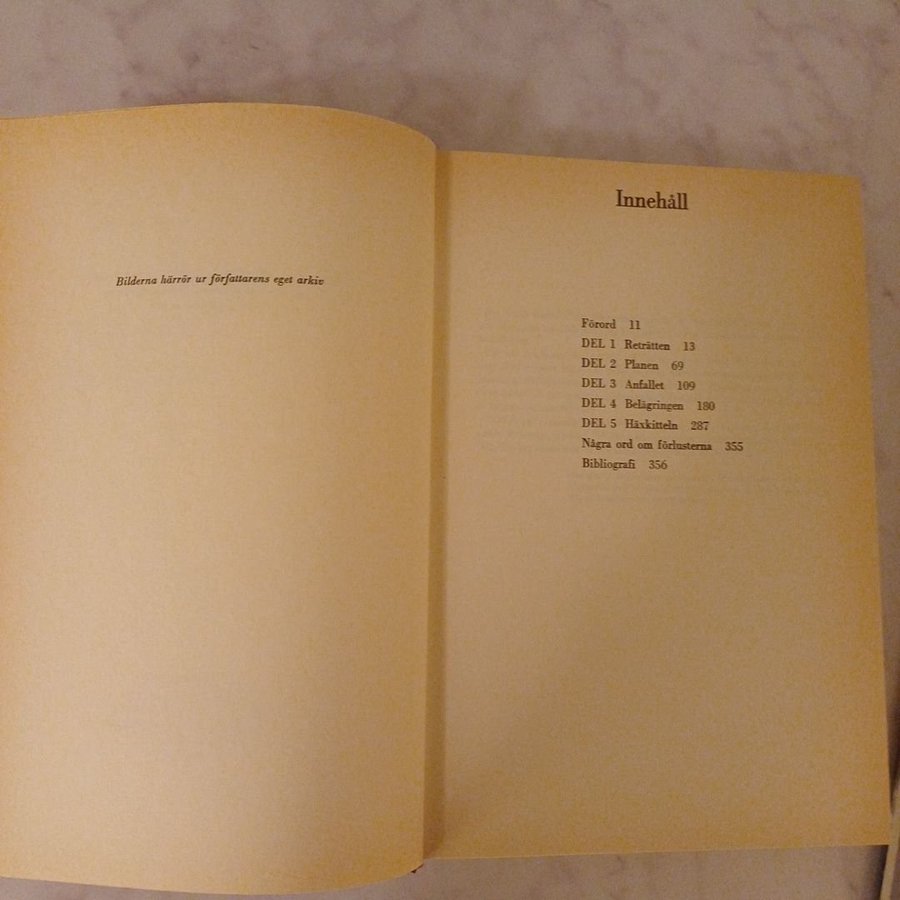 Bilderna härrör ur författarens eget arkiv
Innehåll
Förord 11
DEL 1 Reträtten 13
DEL 2 Planen 69
DEL 3 Anfallet 109
DEL 4 Belägringen 180
DEL 5 Häxkitteln 287
Några ord om förlusterna 355
Bibliografi 356